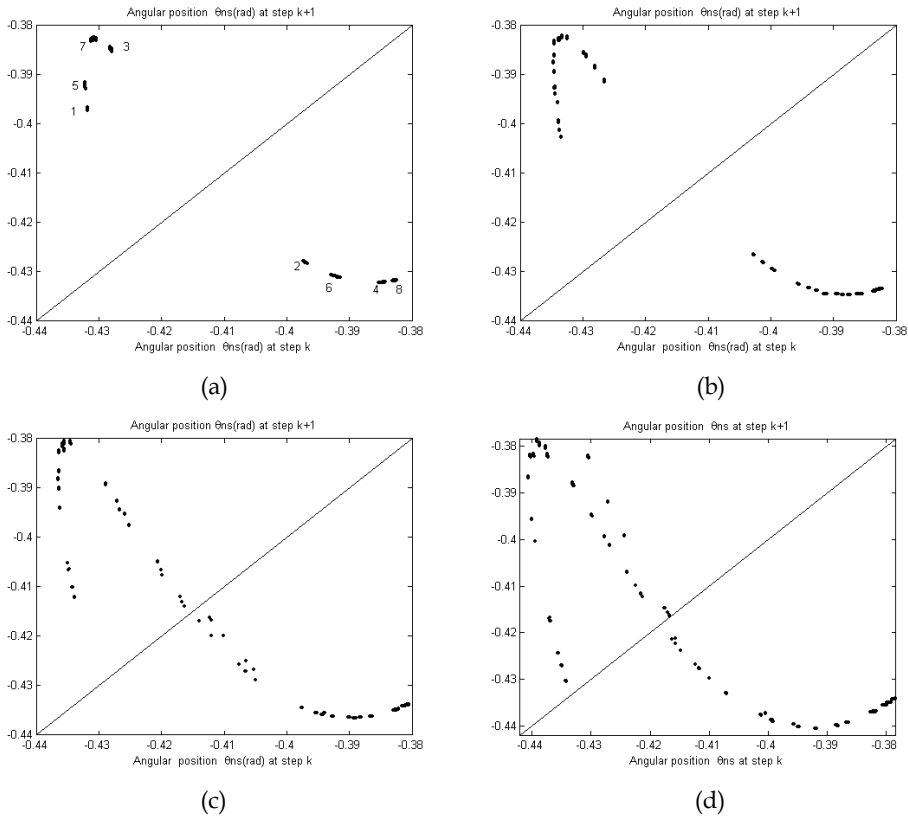 Angular position θns(rad) at step k+1
-0.38
-0.39
-0.4
-0.41
-0.42
-0.43
-0.44
7
3
5
1
2
6
4
8
-0.44 -0.43 -0.42 -0.41 -0.4 -0.39 -0.38
Angular position θns(rad) at step k
(a)
Angular position θns(rad) at step k+1
-0.38
-0.39
-0.4
-0.41
-0.42
-0.43
-0.44
-0.44 -0.43 -0.42 -0.41 -0.4 -0.39 -0.38
Angular position θns(rad) at step k
(b)
Angular position θns(rad) at step k+1
-0.38
-0.39
-0.4
-0.41
-0.42
-0.43
-0.44
-0.44 -0.43 -0.42 -0.41 -0.4 -0.39 -0.38
Angular position θns(rad) at step k
(c)
Angular position θns at step k+1
-0.38
-0.39
-0.4
-0.41
-0.42
-0.43
-0.44
-0.44 -0.43 -0.42 -0.41 -0.4 -0.39 -0.38
Angular position θns at step k
(d)